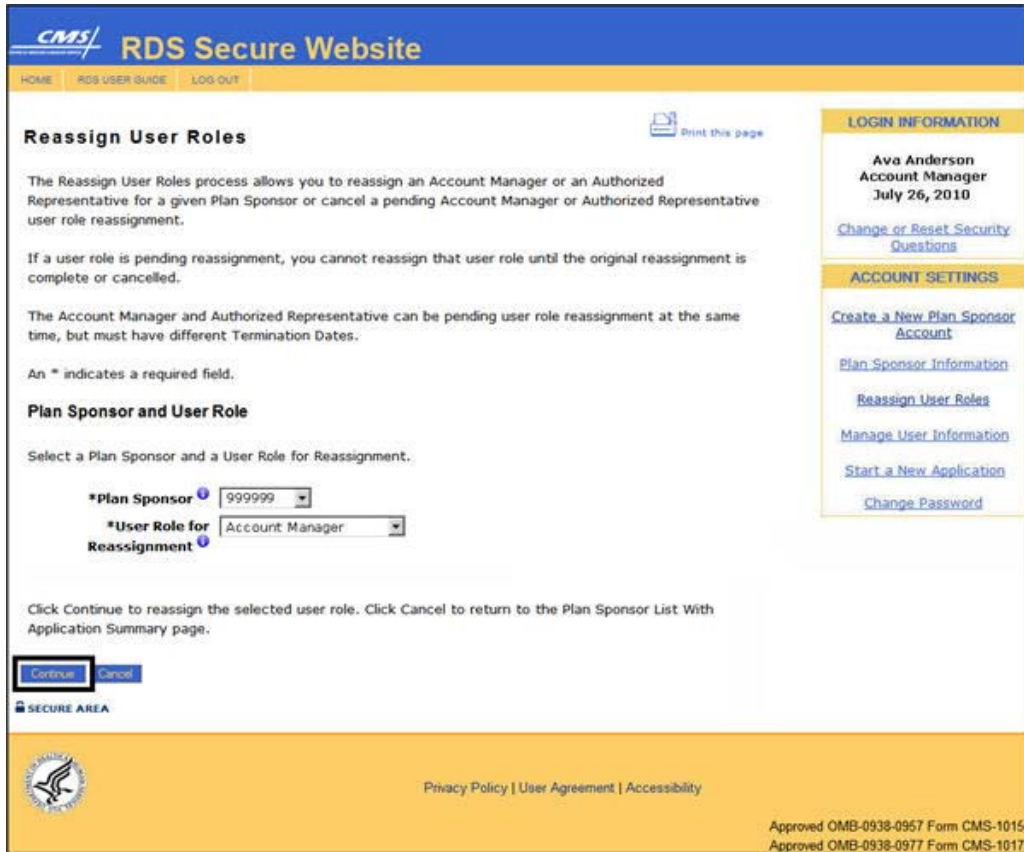 CMS/
RDS Secure Website
HOME
RDS USER GUIDE
LOG OUT
Reassign User Roles
Print this page
The Reassign User Roles process allows you to reassign an Account Manager or an Authorized
Representative for a given Plan Sponsor or cancel a pending Account Manager or Authorized Representative
user role reassignment.
If a user role is pending reassignment, you cannot reassign that user role until the original reassignment is
complete or cancelled.
The Account Manager and Authorized Representative can be pending user role reassignment at the same
time, but must have different Termination Dates.
An * indicates a required field.
Plan Sponsor and User Role
Select a Plan Sponsor and a User Role for Reassignment.
*Plan Sponsor 999999
*User Role for Account Manager
Reassignment
Click Continue to reassign the selected user role. Click Cancel to return to the Plan Sponsor List With
Application Summary page.
Continue Cancel
SECURE AREA
LOGIN INFORMATION
Ava Anderson
Account Manager
July 26, 2010
Change or Reset Security
Questions
ACCOUNT SETTINGS
Create a New Plan Sponsor
Account
Plan Sponsor Information
Reassign User Roles
Manage User Information
Start a New Application
Change Password
Privacy Policy | User Agreement | Accessibility
Approved OMB-0938-0957 Form CMS-1015
Approved OMB-0938-0977 Form CMS-1017